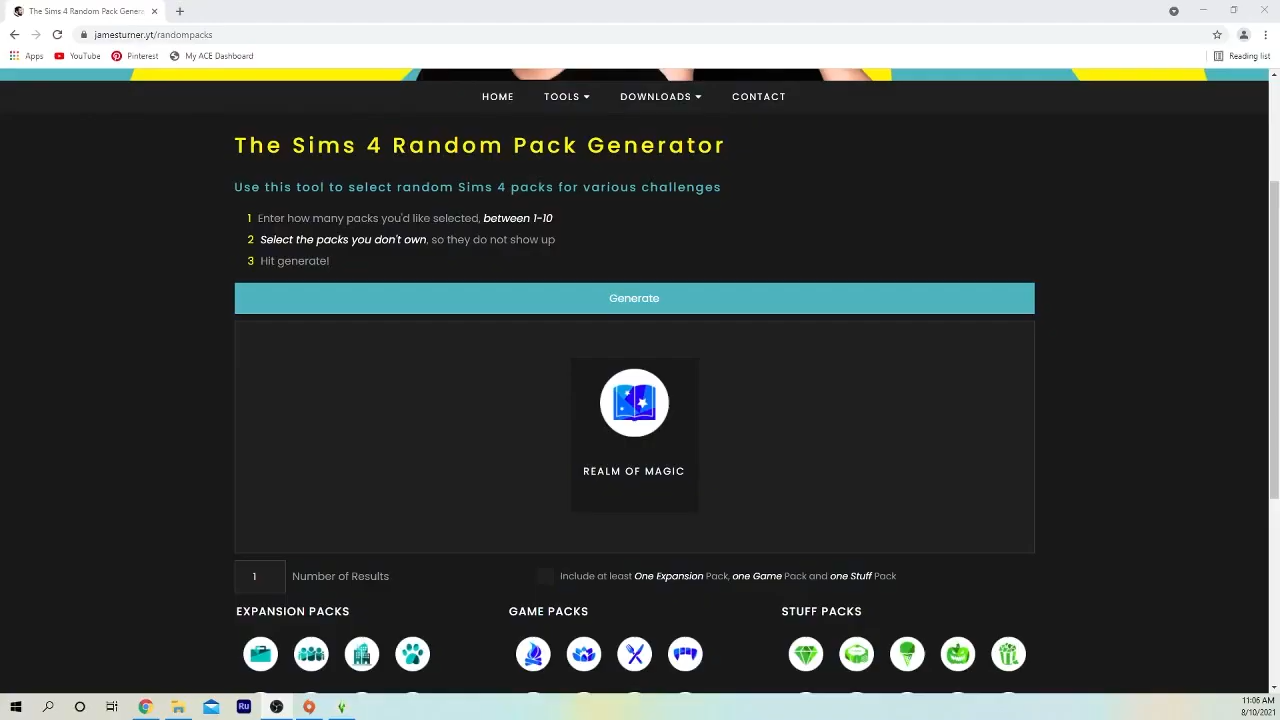 The Sims 4 Random Pack Genera
jamesturner.yt/randompacks
Apps YouTube Pinterest My ACE Dashboard Reading list
HOME TOOLS DOWNLOADS CONTACT
The Sims 4 Random Pack Generator
Use this tool to select random Sims 4 packs for various challenges
1 Enter how many packs you'd like selected, between 1-10
2 Select the packs you don't own, so they do not show up
3 Hit generate!
Generate
REALM OF MAGIC
1 Number of Results Include at least One Expansion Pack, one Game Pack and one Stuff Pack
EXPANSION PACKS GAME PACKS STUFF PACKS
Ru
11:05 AM
8/10/2021